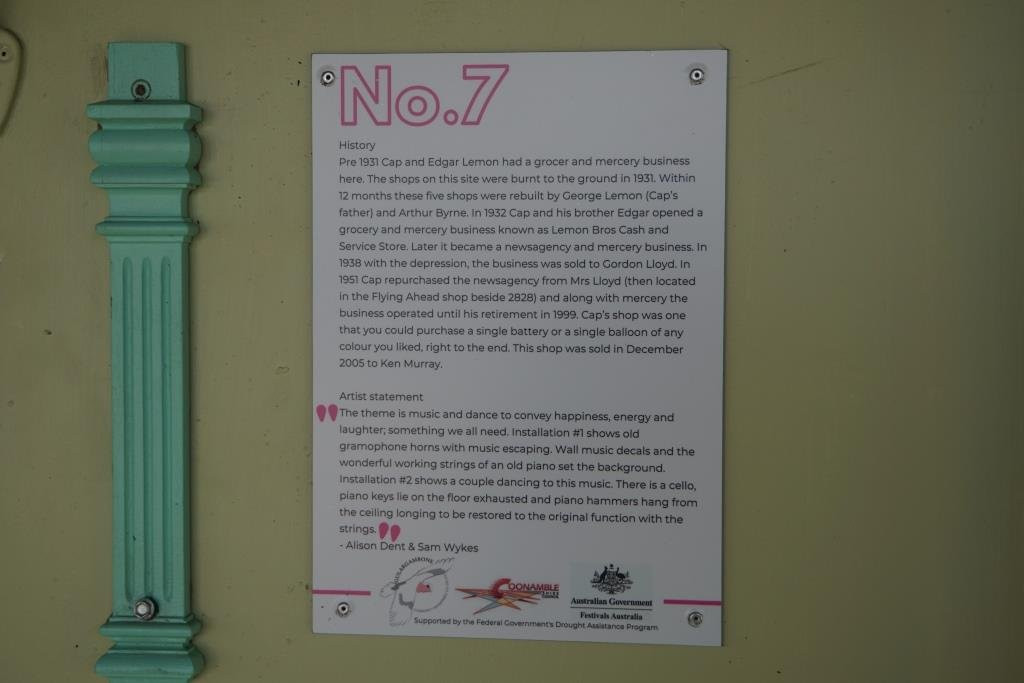 No.7
History
Pre 1931 Cap and Edgar Lemon had a grocer and mercery business
here. The shops on this site were burnt to the ground in 1931. Within
12 months these five shops were rebuilt by George Lemon (Cap's
father) and Arthur Byrne. In 1932 Cap and his brother Edgar opened a
grocery and mercery business known as Lemon Bros Cash and
Service Store. Later it became a newsagency and mercery business. In
1938 with the depression, the business was sold to Gordon Lloyd. In
1951 Cap repurchased the newsagency from Mrs Lloyd (then located
in the Flying Ahead shop beside 2828) and along with mercery the
business operated until his retirement in 1999. Cap's shop was one
that you could purchase a single battery or a single balloon of any
colour you liked, right to the end. This shop was sold in December
2005 to Ken Murray.
Artist statement
"The theme is music and dance to convey happiness, energy and
laughter; something we all need. Installation #1 shows old
gramophone horns with music escaping. Wall music decals and the
wonderful working strings of an old piano set the background.
Installation #2 shows a couple dancing to this music. There is a cello,
piano keys lie on the floor exhausted and piano hammers hang from
the ceiling longing to be restored to the original function with the
strings."
- Alison Dent & Sam Wykes
GULARGAMBONE
COONAMBLE
SHIRE
COUNCIL
Australian Government
Festivals Australia
Supported by the Federal Government's Drought Assistance Program